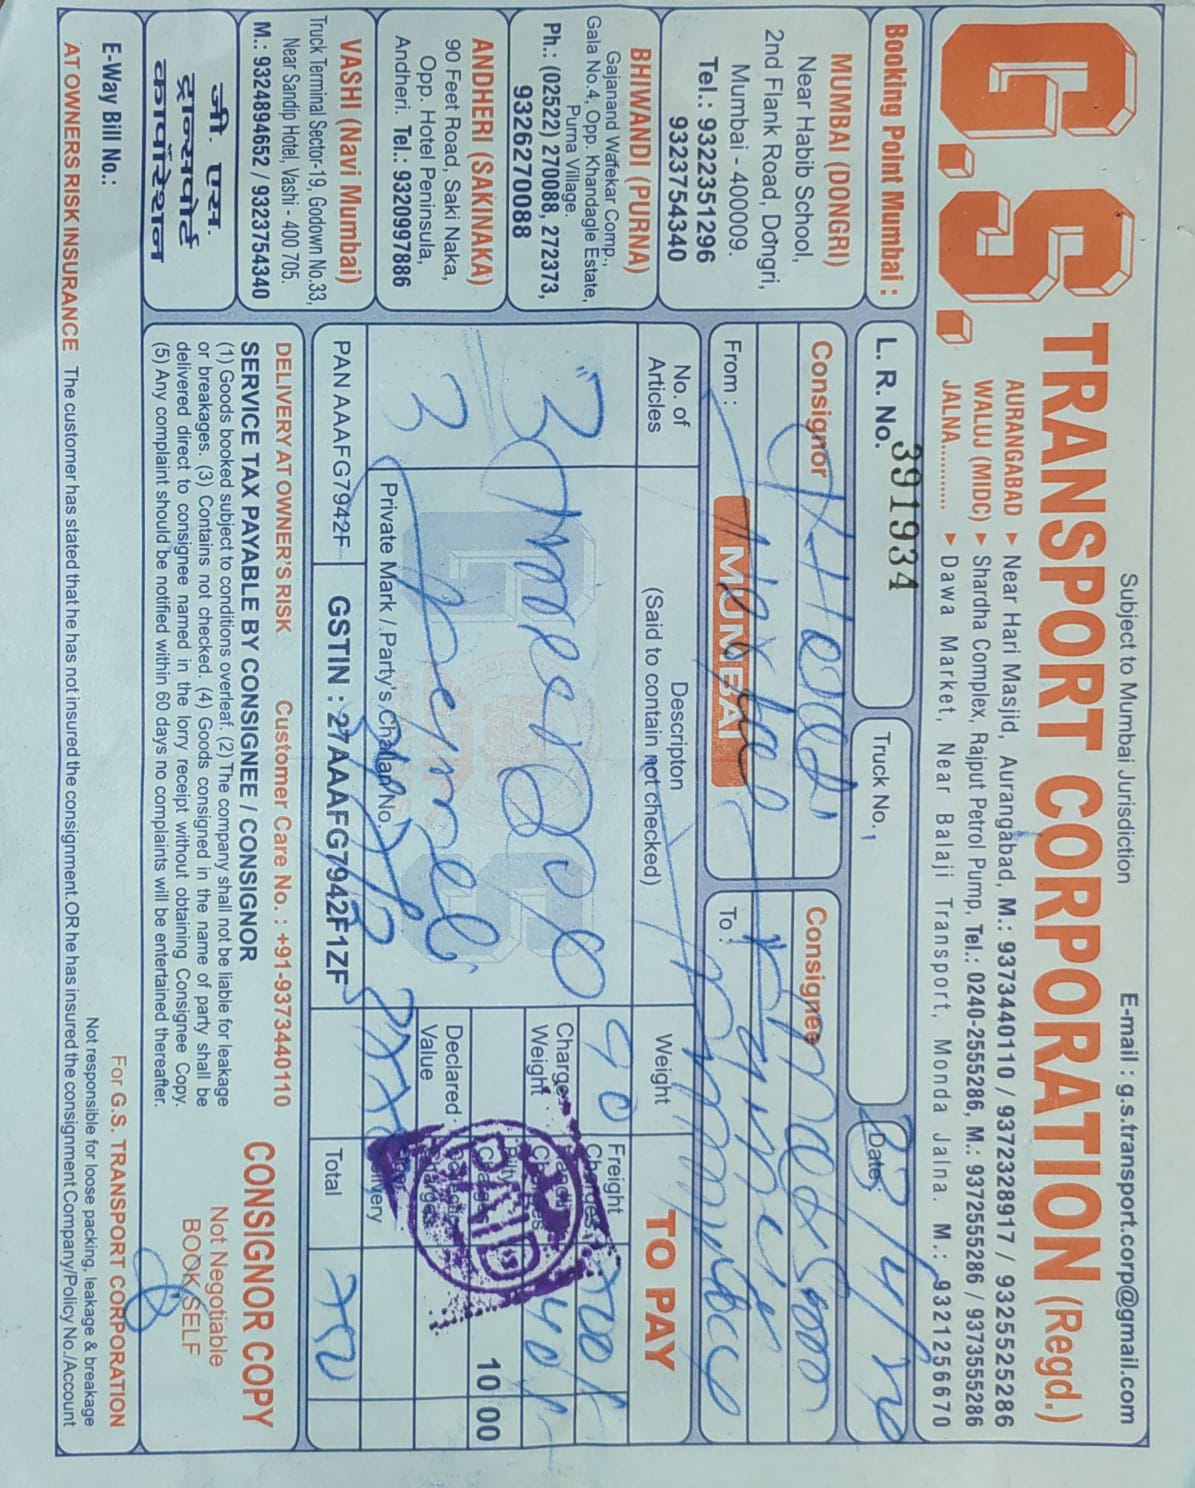 Subject to Mumbai Jurisdiction
E-mail : g.s.transport.corp@gmail.com
G.S. TRANSPORT CORPORATION (Regd.)
AURANGABAD ▸ Near Hari Masjid, Aurangabad, M.: 9373440110 / 9372328917 / 9325525286
WALUJ (MIDC) ▸ Shardha Complex, Rajput Petrol Pump, Tel.: 0240-2555286, M.: 9372555286 / 9373555286
JALNA............ ▸ Dawa Market, Near Balaji Transport, Monda Jalna. M.: 9321256670
Booking Point Mumbai :
L. R. No. 391934
Truck No.
Date
MUMBAI (DONGRI)
Near Habib School,
2nd Flank Road, Dongri,
Mumbai - 400009.
Tel.: 9322351296
9323754340
Consignor
Consignee
From :
MUMBAI
To :
BHIWANDI (PURNA)
Gajanand Wafekar Comp.,
Gala No.4, Opp. Khandagle Estate,
Purna Village.
Ph.: (02522) 270088, 272373,
9326270088
ANDHERI (SAKINAKA)
90 Feet Road, Saki Naka,
Opp. Hotel Peninsula,
Andheri. Tel.: 9320997886
VASHI (Navi Mumbai)
Truck Terminal Sector-19, Godown No.33,
Near Sandip Hotel, Vashi - 400 705.
M.: 9324894652 / 9323754340
जी. एस.
ट्रान्सपोर्ट
कार्पोरेशन
No. of
Articles
Descripton
(Said to contain not checked)
Weight
TO PAY
3
3
90
Freight
Charges
Charge
Weight
40
10 00
Declared
Value
PAID
Delivery
Private Mark / Party's Challan No.
PAN AAAFG7942F
GSTIN : 27AAAFG7942F1ZF
Total
DELIVERY AT OWNER'S RISK
Customer Care No. : +91-9373440110
SERVICE TAX PAYABLE BY CONSIGNEE / CONSIGNOR
(1) Goods booked subject to conditions overleaf. (2) The company shall not be liable for leakage
or breakages. (3) Contains not checked. (4) Goods consigned in the name of party shall be
delivered direct to consignee named in the lory receipt without obtaining Consignee Copy.
(5) Any complaint should be notified within 60 days no complaints will be entertained thereafter.
CONSIGNOR COPY
Not Negotiable
BOOK SELF
E-Way Bill No.:
For G.S. TRANSPORT CORPORATION
Not responsible for loose packing, leakage & breakage
AT OWNERS RISK INSURANCE The customer has stated that he has not insured the consignment OR he has insured the consignment Company/Policy No./Account